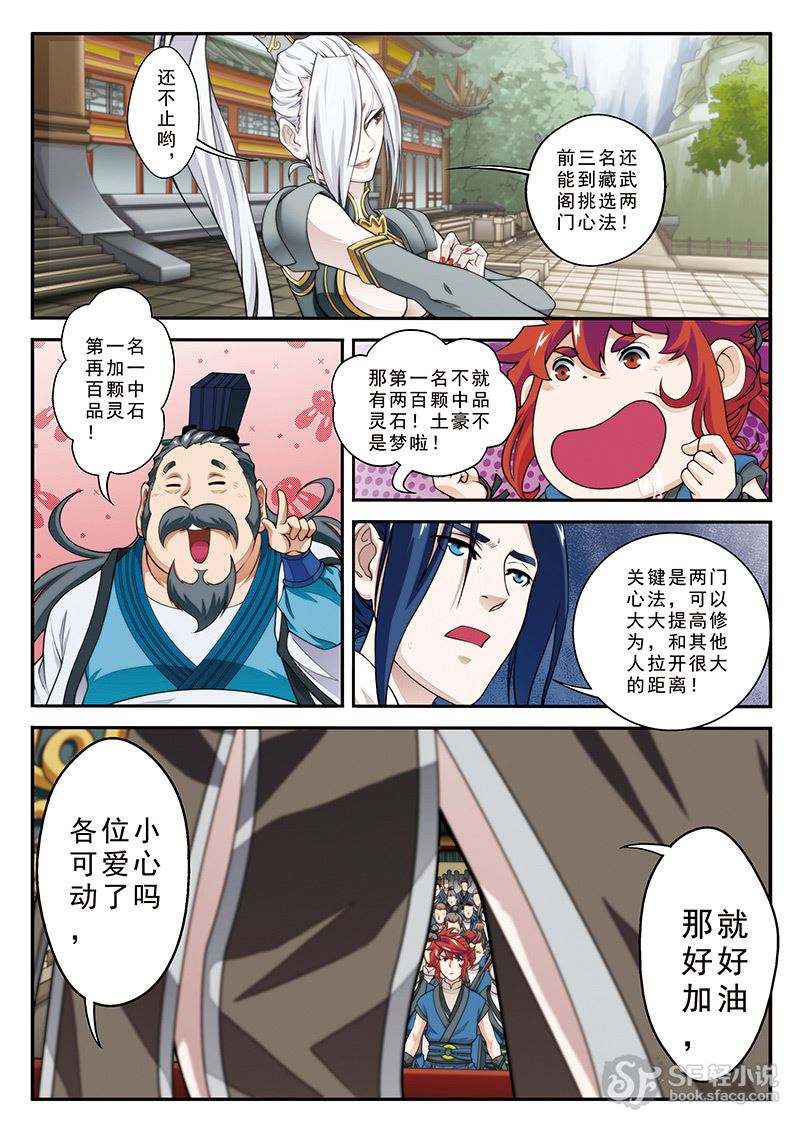 还
不
止
哟，
前三名还
能到藏武
阁挑选两
门心法！
第一名
再加一
百颗中
品灵石
！
那第一名不就
有两百颗中品
灵石！土豪不
是梦啦！
关键是两门
心法，可以
大大提高修
为，和其他
人拉开很大
的距离！
各位小
可爱心
动了吗
，
那就
好好
加油
，
SF轻小说
book.sfacg.com